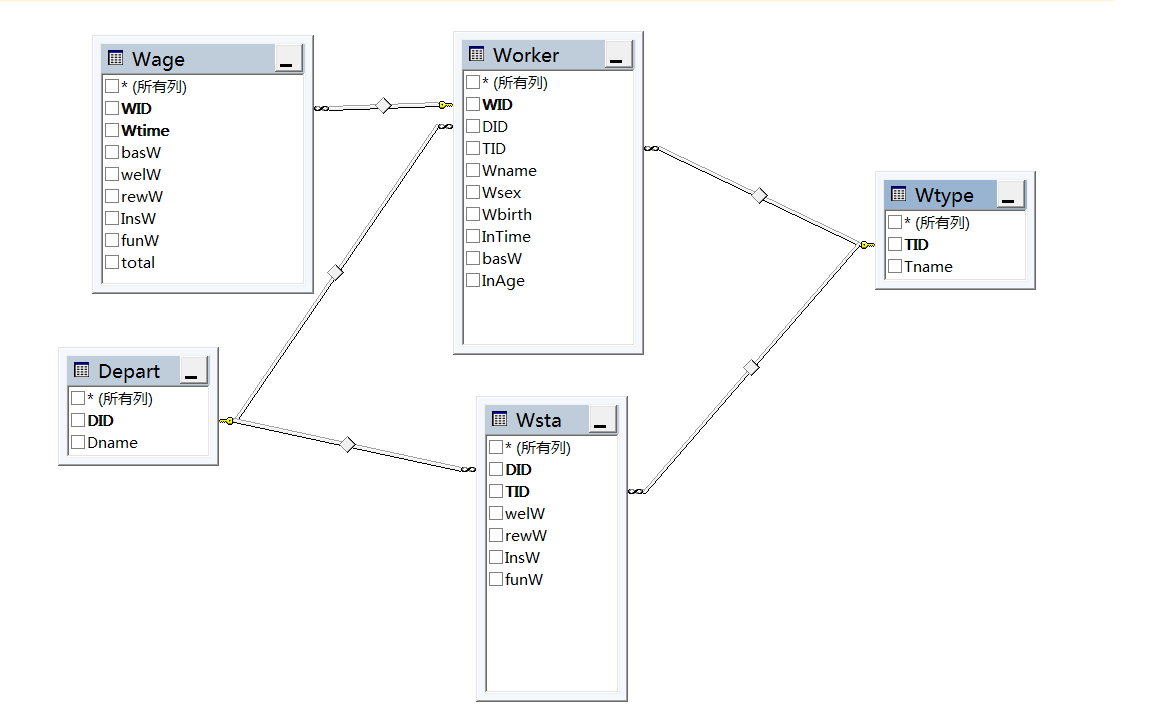 Wage
* (所有列)
WID
Wtime
basW
welW
rewW
InsW
funW
total
Worker
* (所有列)
WID
DID
TID
Wname
Wsex
Wbirth
InTime
basW
InAge
Wtype
* (所有列)
TID
Tname
Depart
* (所有列)
DID
Dname
Wsta
* (所有列)
DID
TID
welW
rewW
InsW
funW